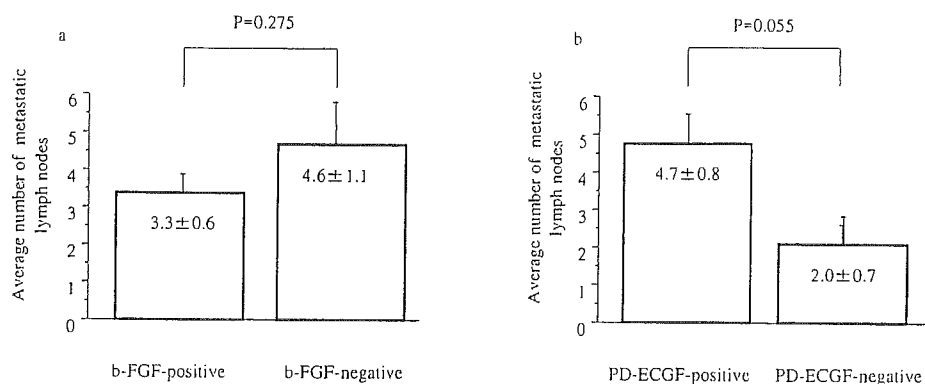 a
P=0.275
Average number of metastatic
lymph nodes
6
5
4
3
2
1
0
3.3±0.6
4.6±1.1
b-FGF-positive
b-FGF-negative
b
P=0.055
Average number of metastatic
lymph nodes
6
5
4
3
2
1
0
4.7±0.8
2.0±0.7
PD-ECGF-positive
PD-ECGF-negative